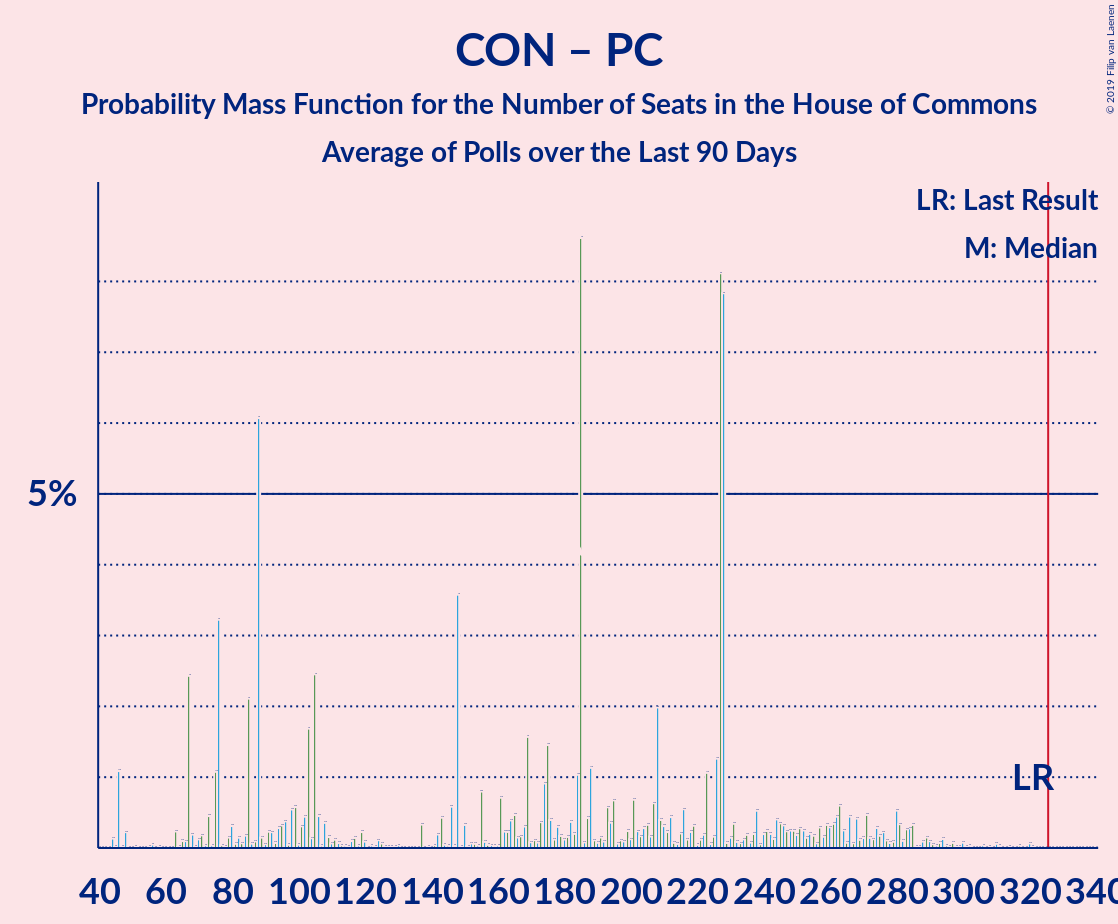 CON – PC
Probability Mass Function for the Number of Seats in the House of Commons
Average of Polls over the Last 90 Days
© 2019 Filip van Laenen
LR: Last Result
M: Median
5%
LR
40 60 80 100 120 140 160 180 200 220 240 260 280 300 320 340